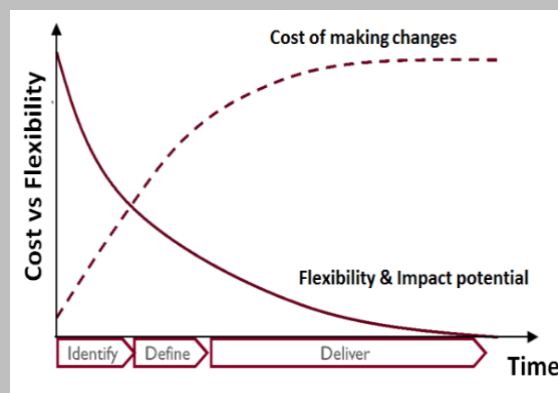 Cost of making changes
Cost vs Flexibility
Flexibility & Impact potential
Identify
Define
Deliver
Time